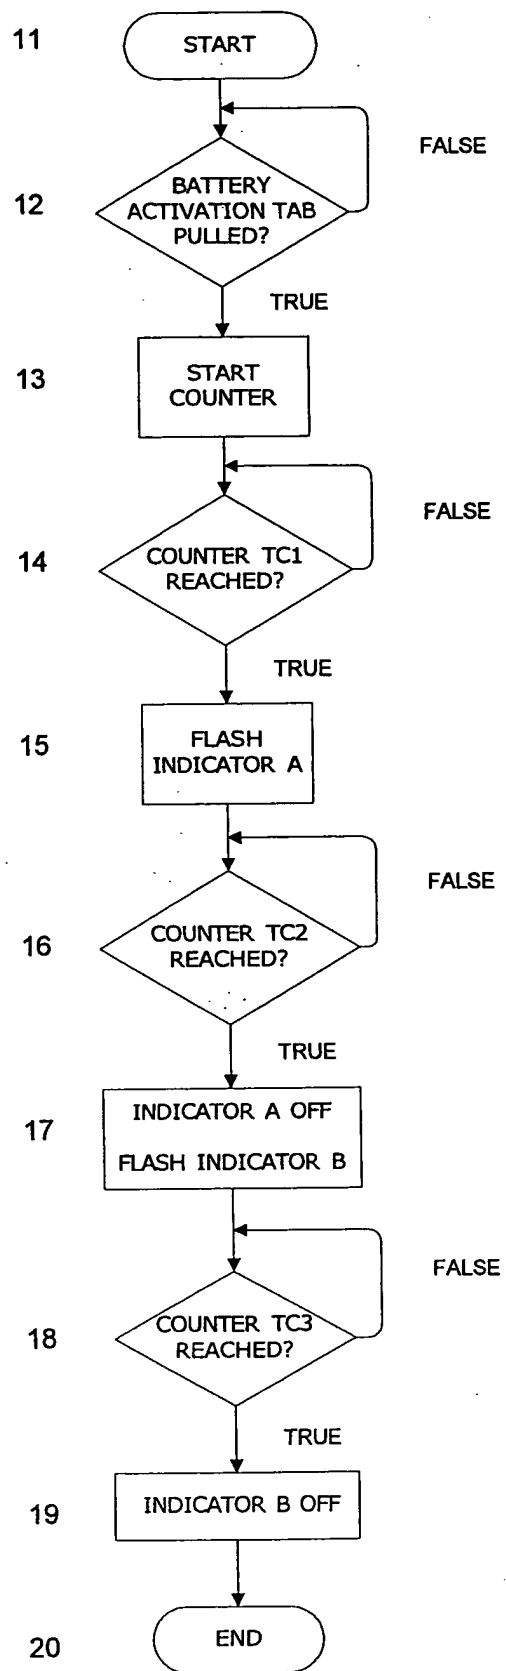 11
START
FALSE
12
BATTERY
ACTIVATION TAB
PULLED?
TRUE
13
START
COUNTER
FALSE
14
COUNTER TC1
REACHED?
TRUE
15
FLASH
INDICATOR A
FALSE
16
COUNTER TC2
REACHED?
TRUE
17
INDICATOR A OFF
FLASH INDICATOR B
FALSE
18
COUNTER TC3
REACHED?
TRUE
19
INDICATOR B OFF
20
END